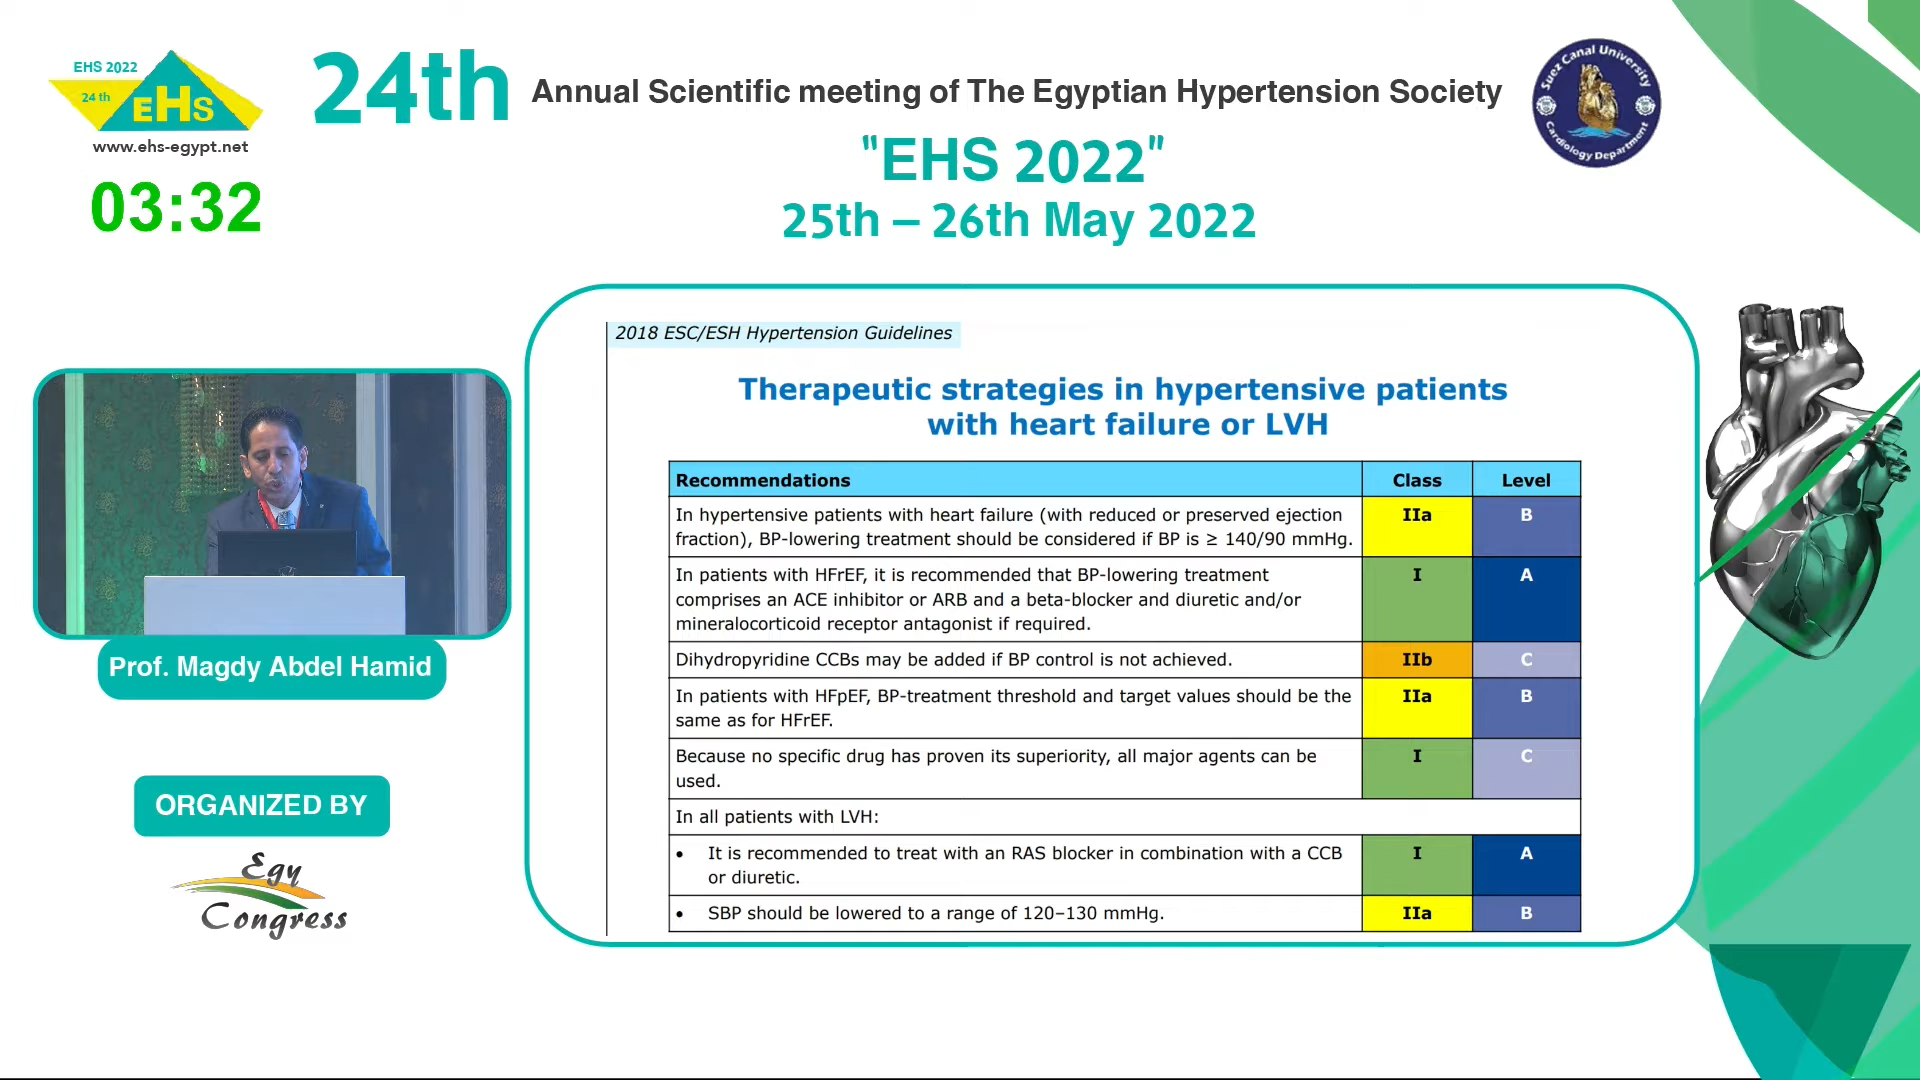 EHS 2022
24 th
EHS
www.ehs-egypt.net
03:32
24th Annual Scientific meeting of The Egyptian Hypertension Society
"EHS 2022"
25th – 26th May 2022
Suez Canal University
Cardiology Department
Prof. Magdy Abdel Hamid
ORGANIZED BY
Egy
Congress
2018 ESC/ESH Hypertension Guidelines
Therapeutic strategies in hypertensive patients
with heart failure or LVH
Recommendations Class Level
In hypertensive patients with heart failure (with reduced or preserved ejection IIa B
fraction), BP-lowering treatment should be considered if BP is ≥ 140/90 mmHg.
In patients with HFrEF, it is recommended that BP-lowering treatment I A
comprises an ACE inhibitor or ARB and a beta-blocker and diuretic and/or
mineralocorticoid receptor antagonist if required.
Dihydropyridine CCBs may be added if BP control is not achieved. IIb C
In patients with HFpEF, BP-treatment threshold and target values should be the IIa B
same as for HFrEF.
Because no specific drug has proven its superiority, all major agents can be I C
used.
In all patients with LVH:
• It is recommended to treat with an RAS blocker in combination with a CCB I A
or diuretic.
• SBP should be lowered to a range of 120–130 mmHg. IIa B